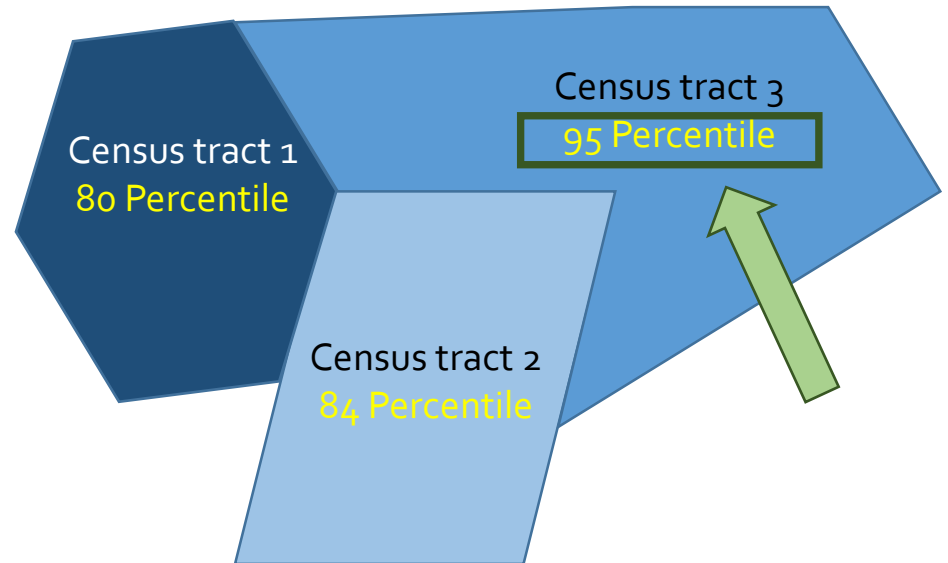 Census tract 3
95 Percentile
Census tract 1
80 Percentile
Census tract 2
84 Percentile